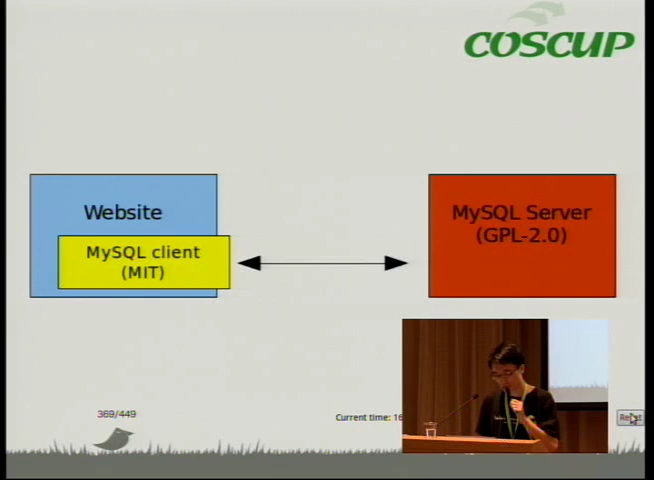 COSCUP
Website
MySQL client
(MIT)
MySQL Server
(GPL-2.0)
369/449
Current time: 16